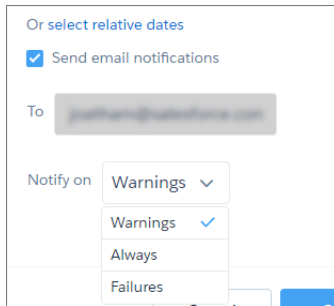 Or select relative dates
Send email notifications
To
Notify on
Warnings
Warnings
Always
Failures